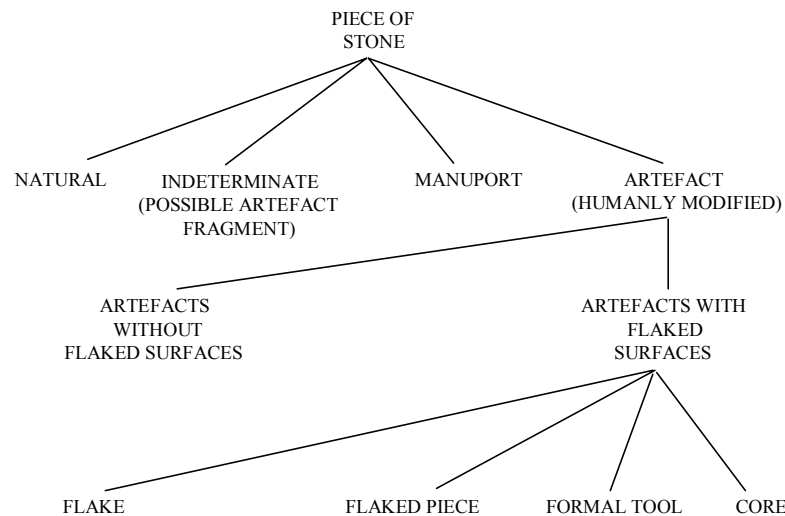 PIECE OF
STONE
NATURAL
INDETERMINATE
(POSSIBLE ARTEFACT
FRAGMENT)
MANUPORT
ARTEFACT
(HUMANLY MODIFIED)
ARTEFACTS
WITHOUT
FLAKED SURFACES
ARTEFACTS WITH
FLAKED
SURFACES
FLAKE
FLAKED PIECE
FORMAL TOOL
CORE